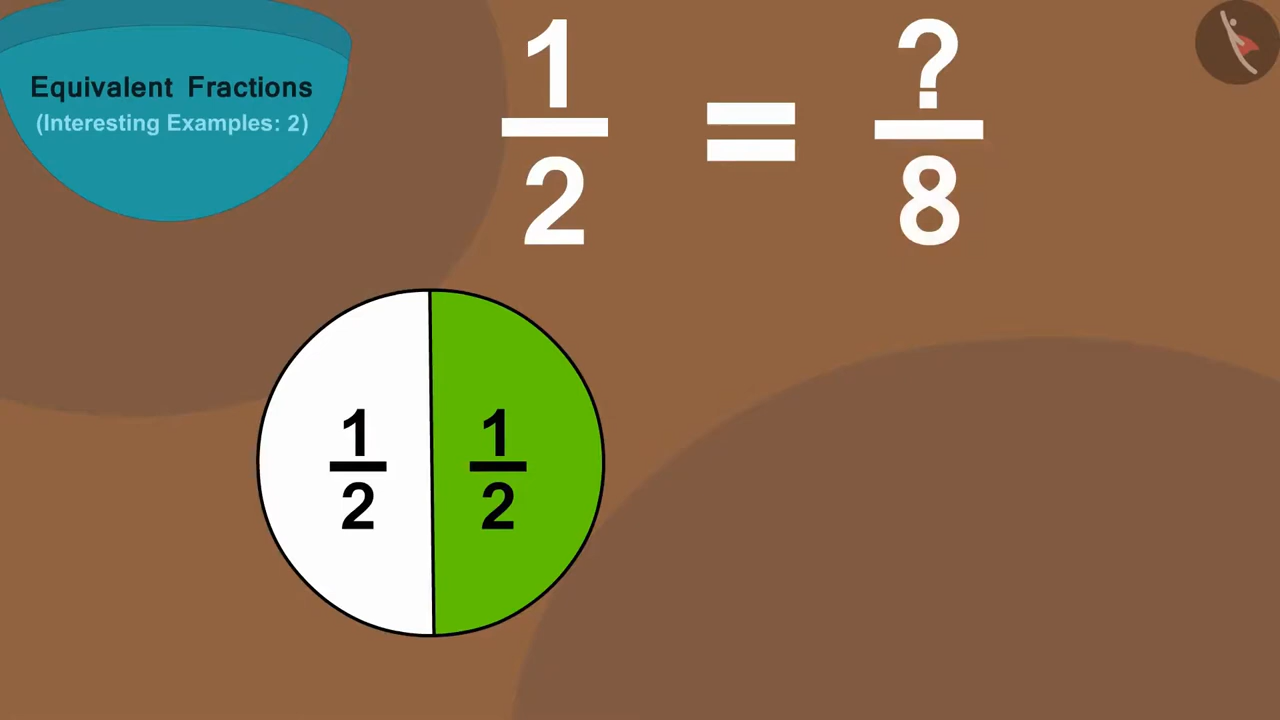 Equivalent Fractions
(Interesting Examples: 2)
1/2 = ?/8
1/2 1/2